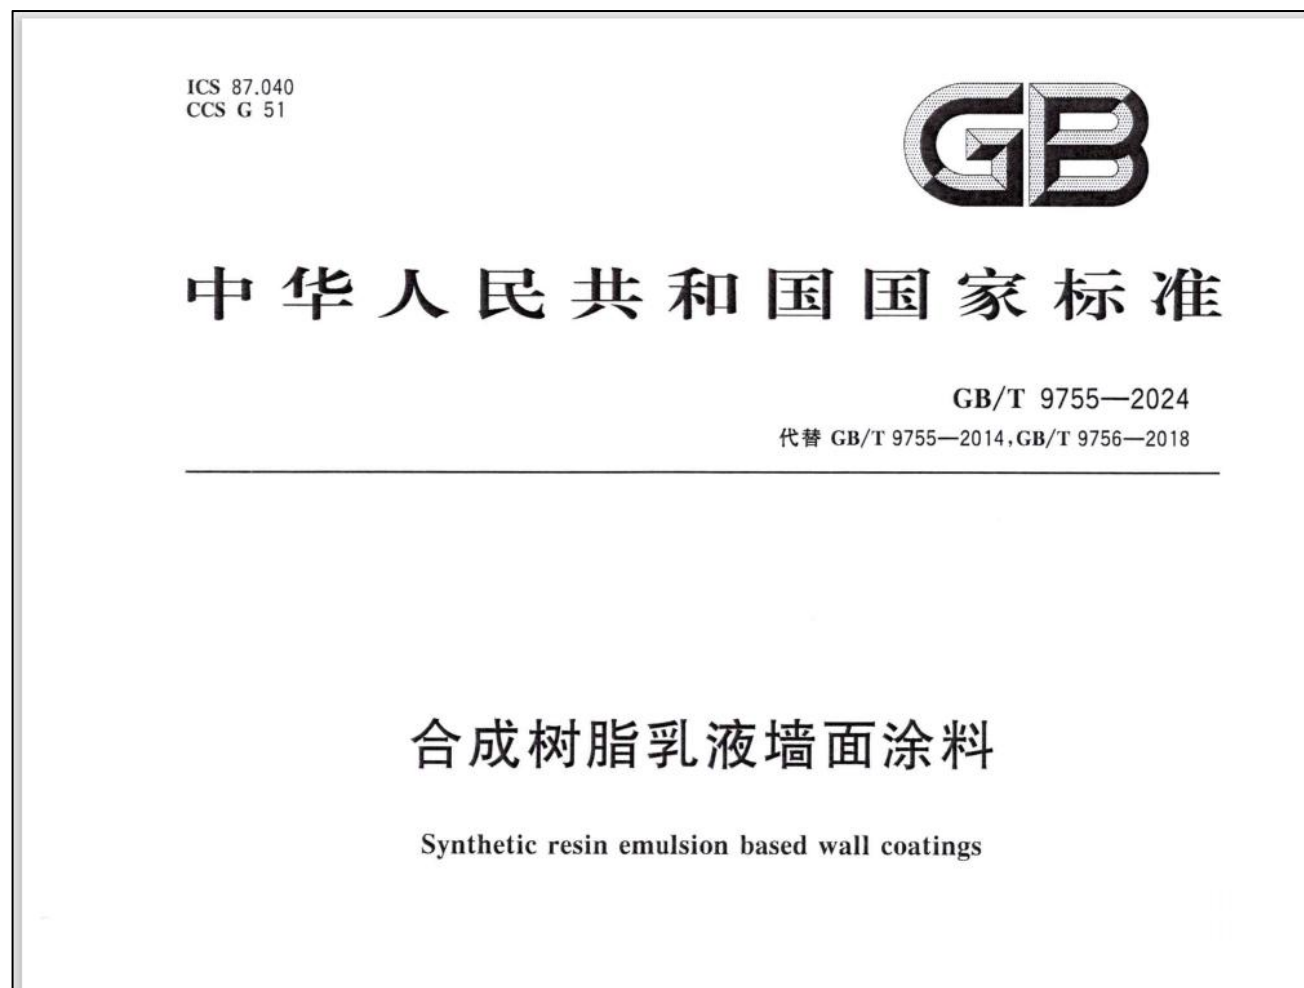 ICS 87.040
CCS G 51
GB
中华人民共和国国家标准
GB/T 9755—2024
代替 GB/T 9755—2014,GB/T 9756—2018
合成树脂乳液墙面涂料
Synthetic resin emulsion based wall coatings